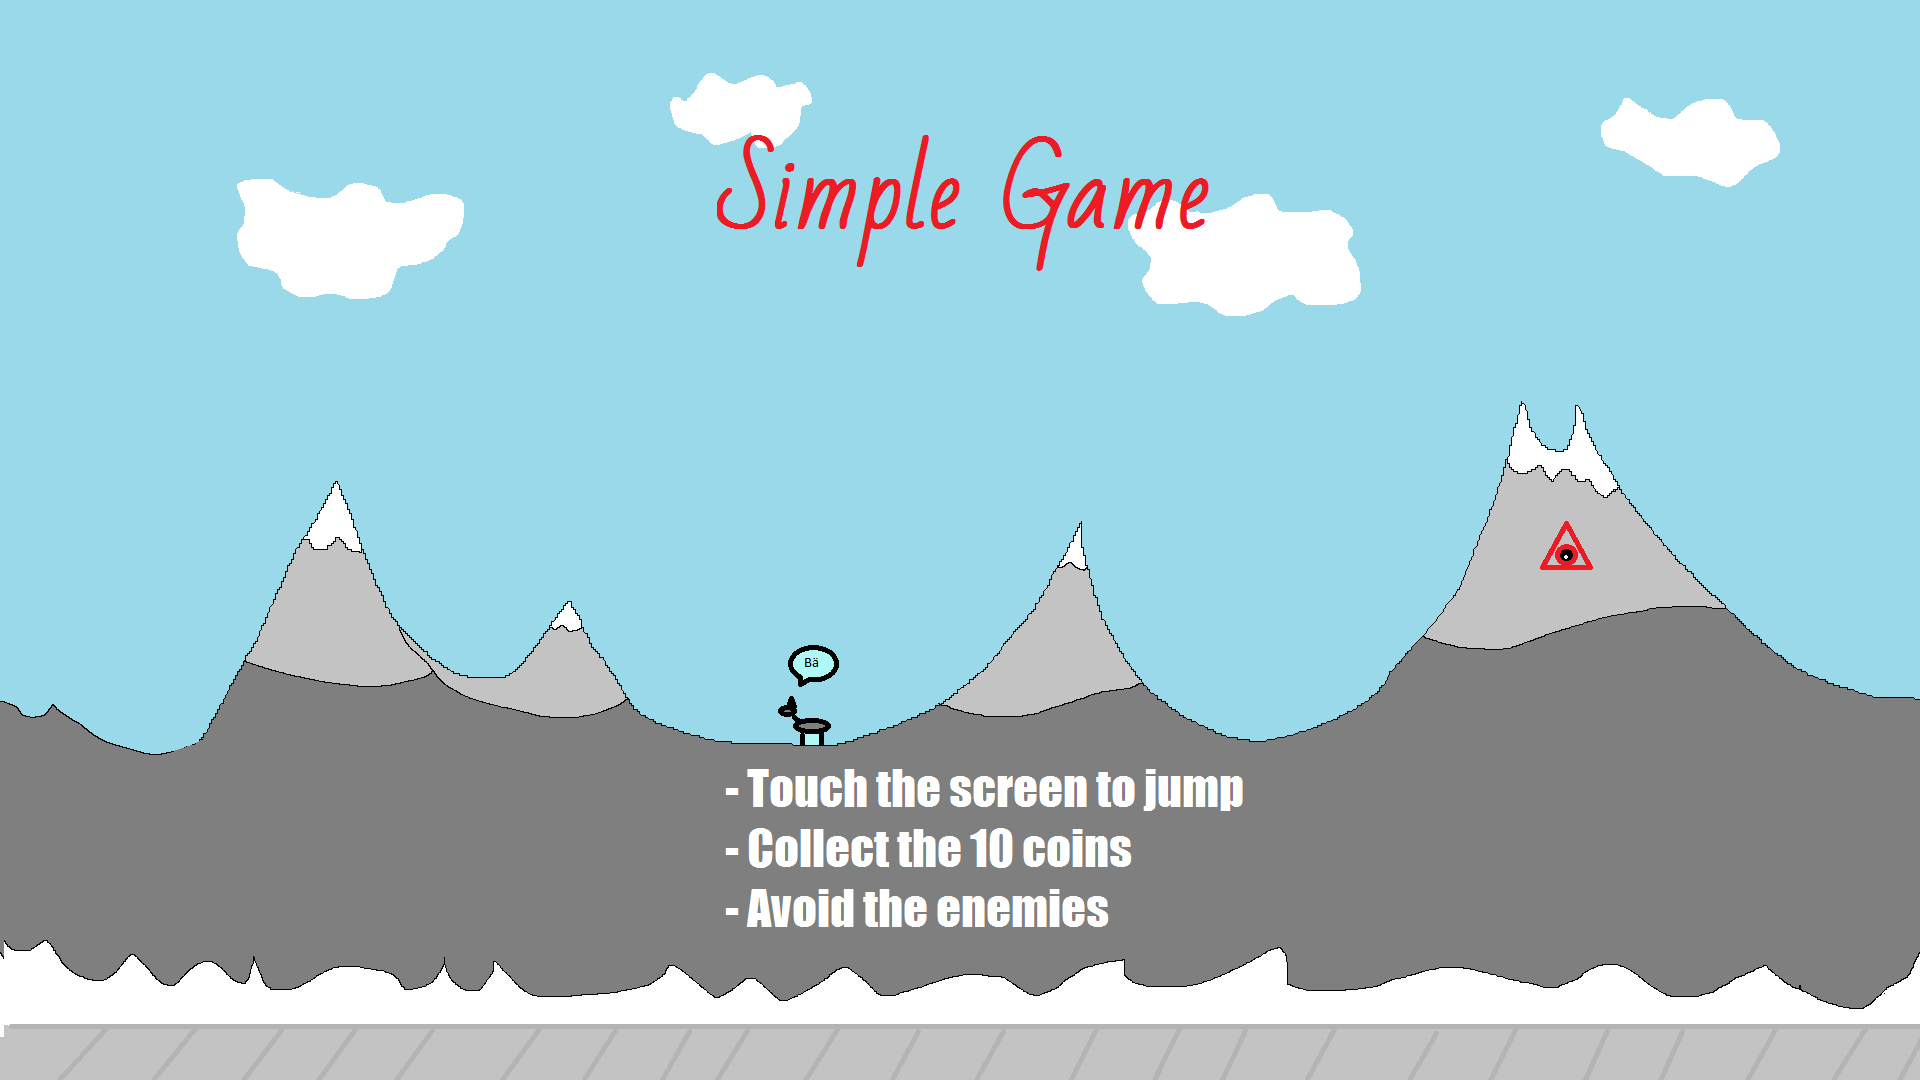 Simple Game
Bä
- Touch the screen to jump
- Collect the 10 coins
- Avoid the enemies